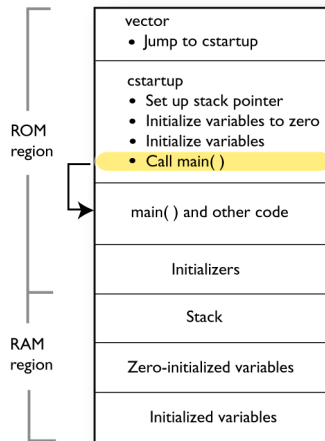 vector
• Jump to cstartup
cstartup
• Set up stack pointer
• Initialize variables to zero
• Initialize variables
• Call main( )
ROM
region
main( ) and other code
Initializers
Stack
RAM
region
Zero-initialized variables
Initialized variables